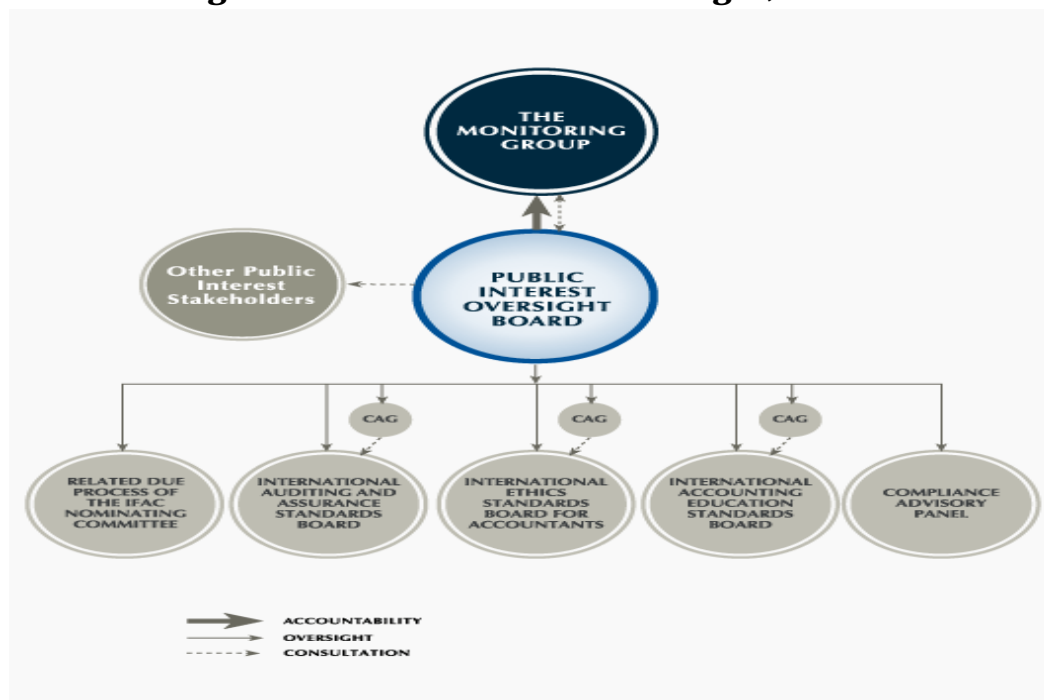 THE
MONITORING
GROUP
Other Public
Interest
Stakeholders
PUBLIC
INTEREST
OVERSIGHT
BOARD
CAG
CAG
CAG
RELATED DUE
PROCESS OF
THE IFAC
NOMINATING
COMMITTEE
INTERNATIONAL
AUDITING AND
ASSURANCE
STANDARDS
BOARD
INTERNATIONAL
ETHICS
STANDARDS
BOARD FOR
ACCOUNTANTS
INTERNATIONAL
ACCOUNTING
EDUCATION
STANDARDS
BOARD
COMPLIANCE
ADVISORY
PANEL
ACCOUNTABILITY
OVERSIGHT
CONSULTATION